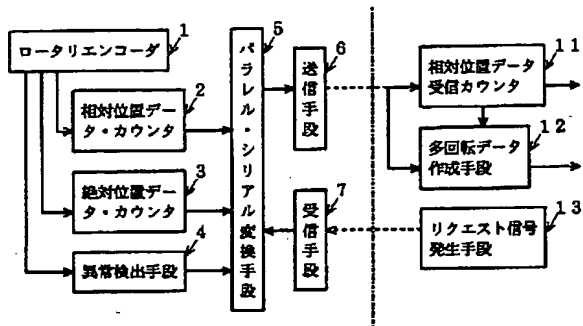 1
ロータリエンコーダ
2
相対位置デー
タ・カウンタ
3
絶対位置デー
タ・カウンタ
4
異常検出手段
5
パラレル・シリアル変換手段
6
送信手段
7
受信手段
11
相対位置データ
受信カウンタ
12
多回転データ
作成手段
13
リクエスト信号
発生手段